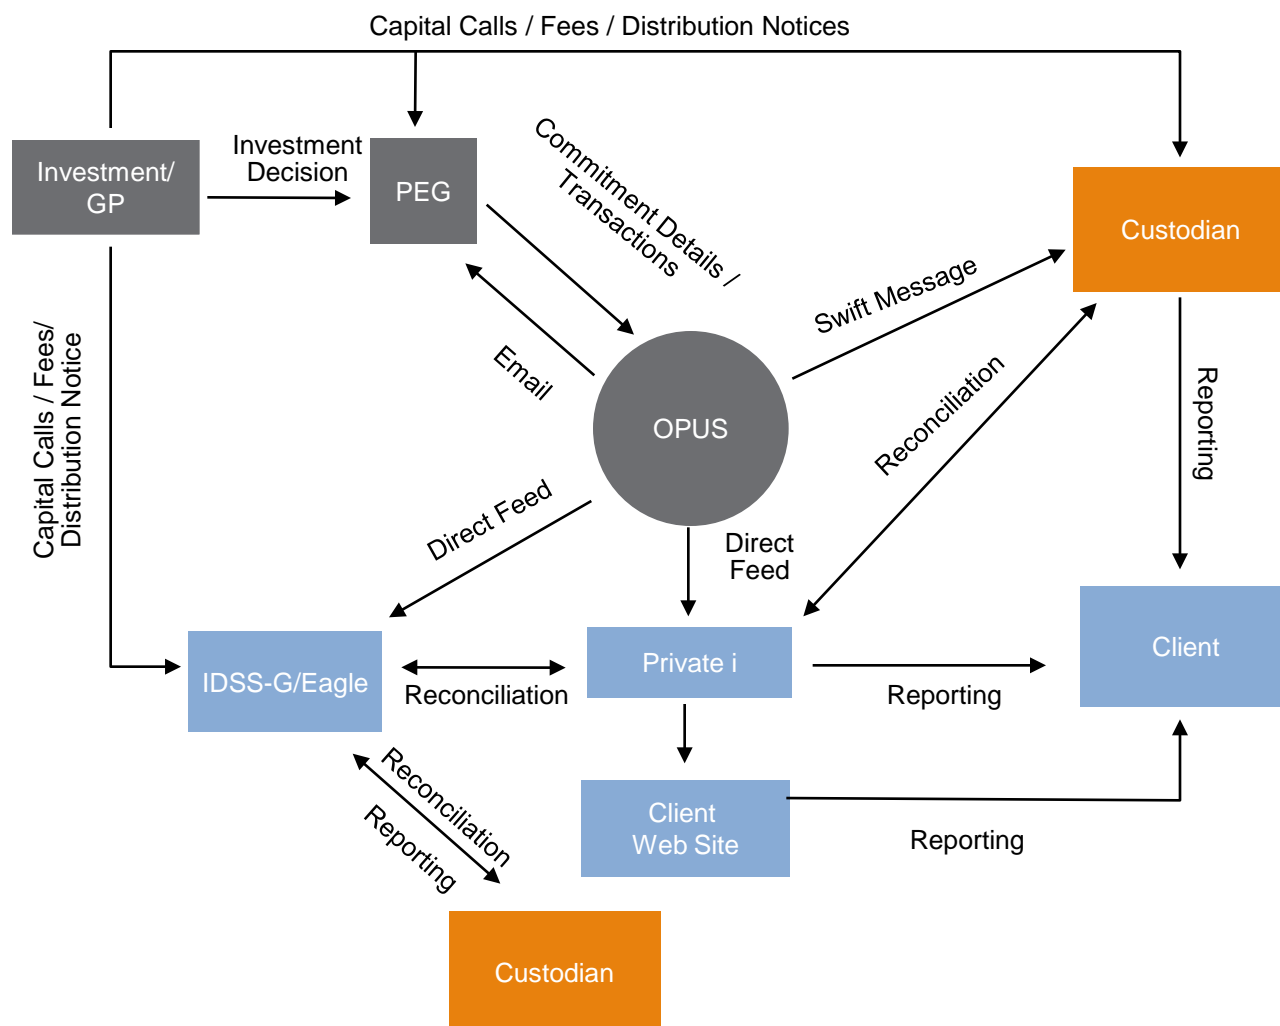 Capital Calls / Fees / Distribution Notices
Investment/
GP
Investment
Decision
PEG
Commitment Details /
Transactions
Custodian
Swift Message
Email
OPUS
Reconciliation
Reporting
Capital Calls / Fees/
Distribution Notice
Direct Feed
Direct
Feed
IDSS-G/Eagle
Reconciliation
Private i
Reporting
Client
Reconciliation
Reporting
Client
Web Site
Reporting
Custodian